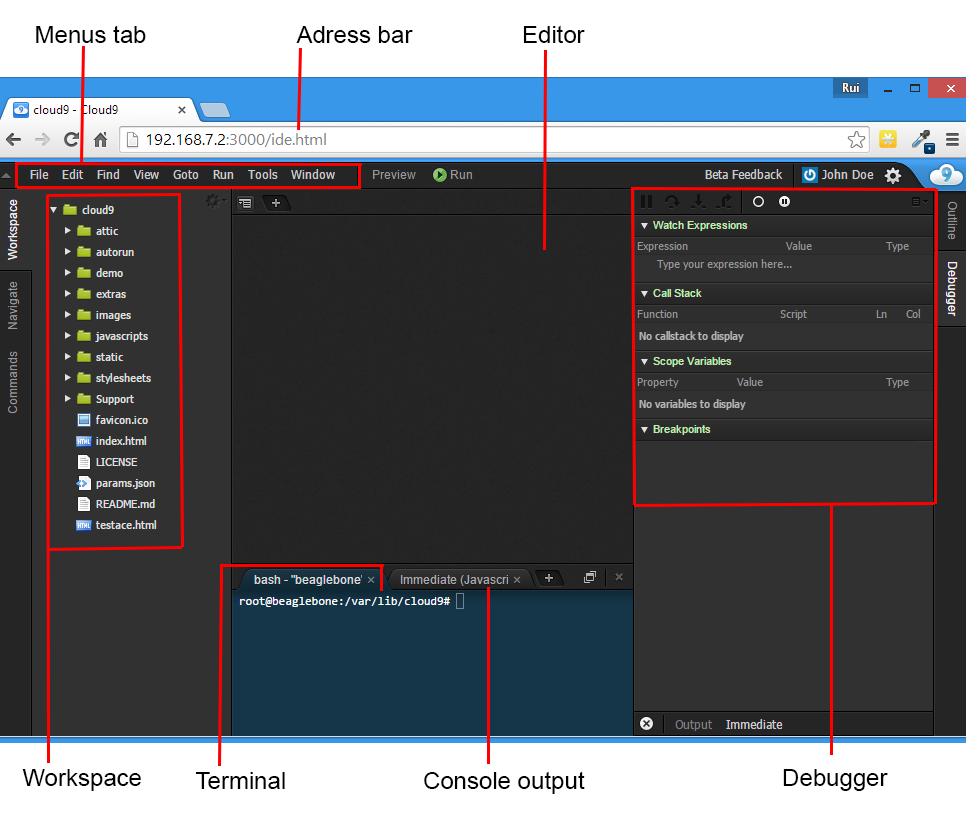 Menus tab
Adress bar
Editor
Rui
cloud9 - Cloud9
192.168.7.2:3000/ide.html
File Edit Find View Goto Run Tools Window Preview Run Beta Feedback John Doe
Workspace
Navigate
Commands
cloud9
attic
autorun
demo
extras
images
javascripts
static
stylesheets
Support
favicon.ico
index.html
LICENSE
params.json
README.md
testace.html
Watch Expressions
Expression Value Type
Type your expression here...
Call Stack
Function Script Ln Col
No callstack to display
Scope Variables
Property Value Type
No variables to display
Breakpoints
Outline
Debugger
bash - "beaglebone"
Immediate (Javascri
root@beaglebone:/var/lib/cloud9#
Output Immediate
Workspace
Terminal
Console output
Debugger